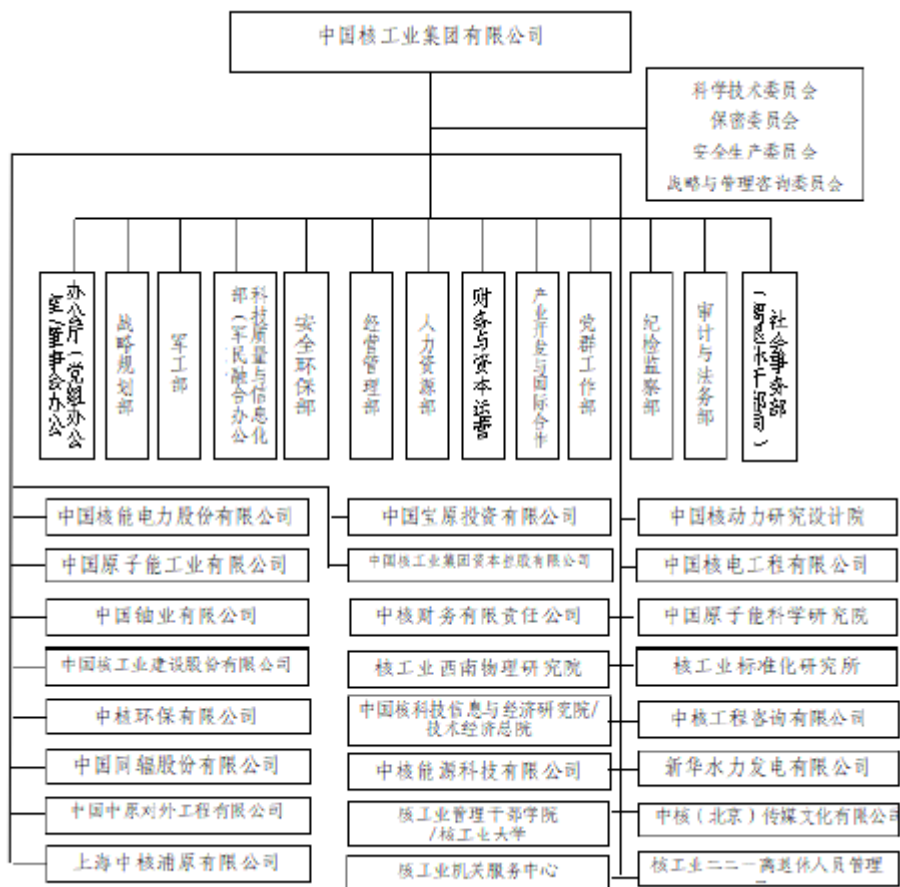 中国核工业集团有限公司
科学技术委员会
保密委员会
安全生产委员会
战略与管理咨询委员会
办公厅（党组办公
室/董事会办公
战略规划部
军工部
科技质量与信息化
部（军民融合办公
安全环保部
经营管理部
人力资源部
财务与资本运营
产业开发与国际合作
党群工作部
纪检监察部
审计与法务部
社会事务部
（离退休干部局）
中国核能电力股份有限公司
中国宝原投资有限公司
中国核动力研究设计院
中国原子能工业有限公司
中国核工业集团资本控股有限公司
中国核电工程有限公司
中国铀业有限公司
中核财务有限责任公司
中国原子能科学研究院
中国核工业建设股份有限公司
核工业西南物理研究院
核工业标准化研究所
中核环保有限公司
中国核科技信息与经济研究院/
技术经济总院
中核工程咨询有限公司
中国同辐股份有限公司
中核能源科技有限公司
新华水力发电有限公司
中国中原对外工程有限公司
核工业管理干部学院
/核工业大学
中核（北京）传媒文化有限公司
上海中核浦原有限公司
核工业机关服务中心
核工业二二一离退休人员管理